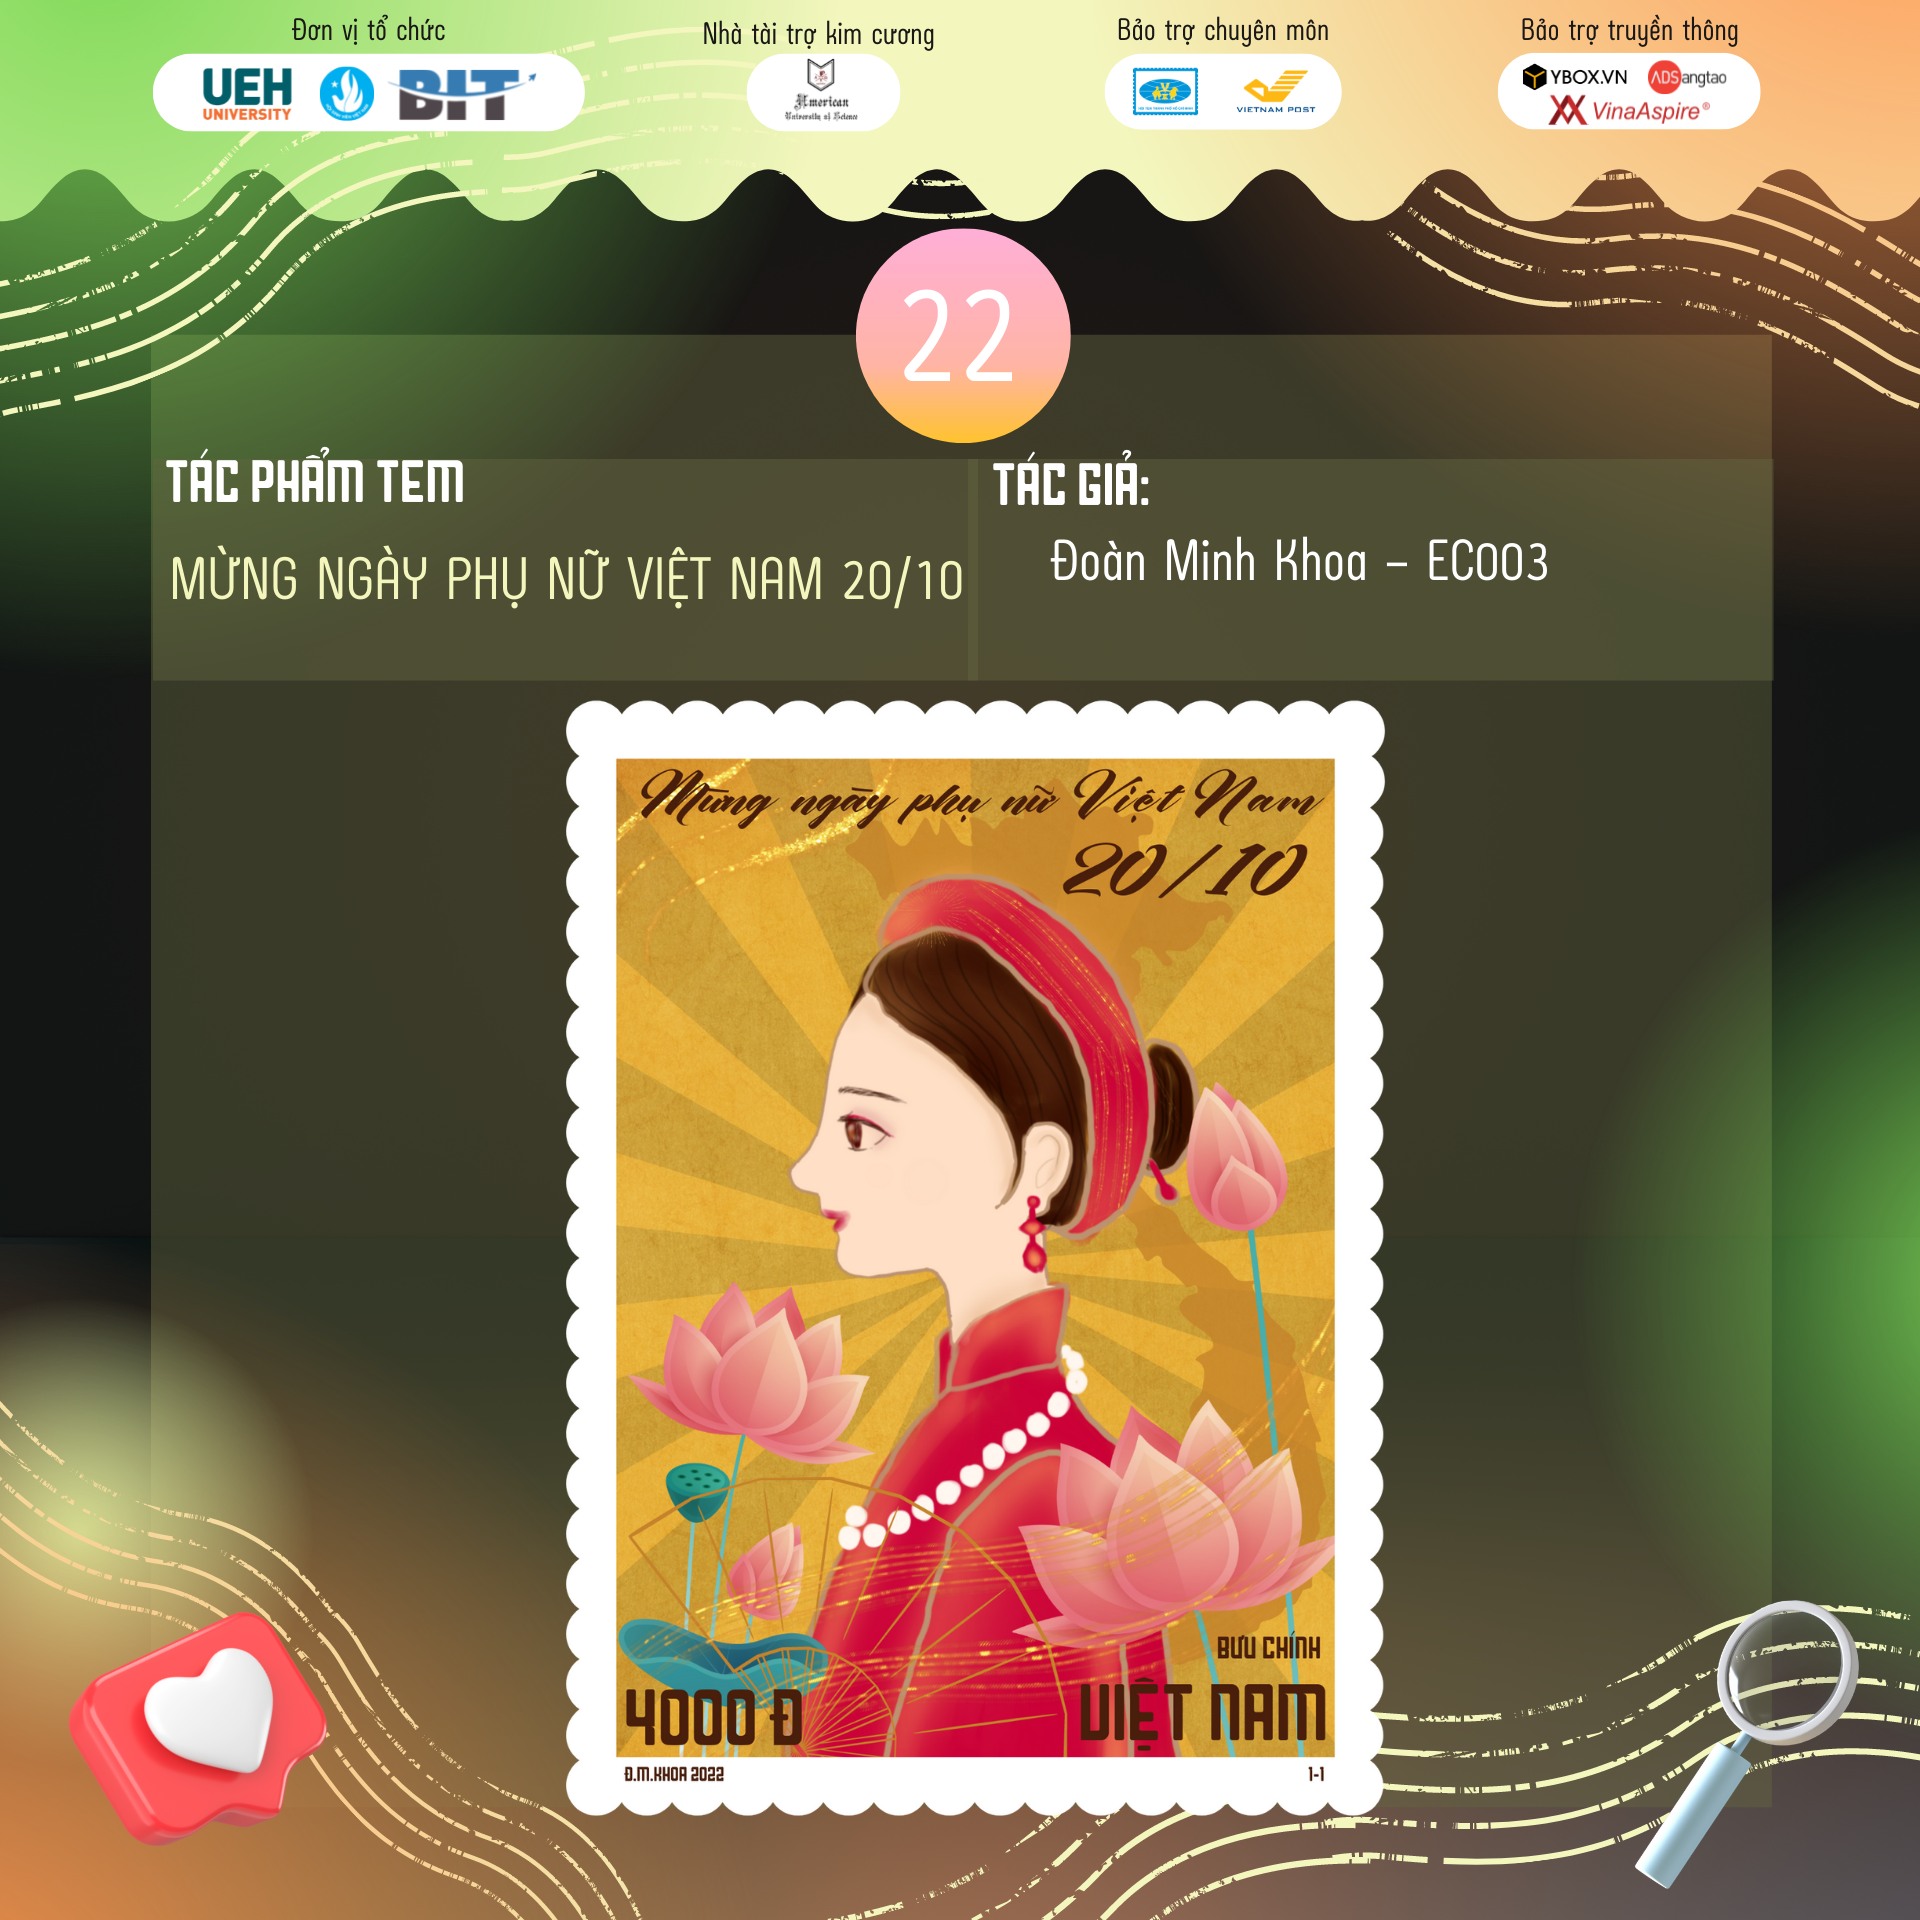 Đơn vị tổ chức
Nhà tài trợ kim cương
Bảo trợ chuyên môn
Bảo trợ truyền thông
UEH
UNIVERSITY
BIT
American
University of Science
VIETNAM POST
YBOX.VN
ADSangtao
VinaAspire®
22
TÁC PHẨM TEM
MỪNG NGÀY PHỤ NỮ VIỆT NAM 20/10
TÁC GIẢ:
Đoàn Minh Khoa – EC003
Mừng ngày phụ nữ Việt Nam
20/10
BƯU CHÍNH
4000 Đ
VIỆT NAM
Đ.M.KHOA 2022
1-1